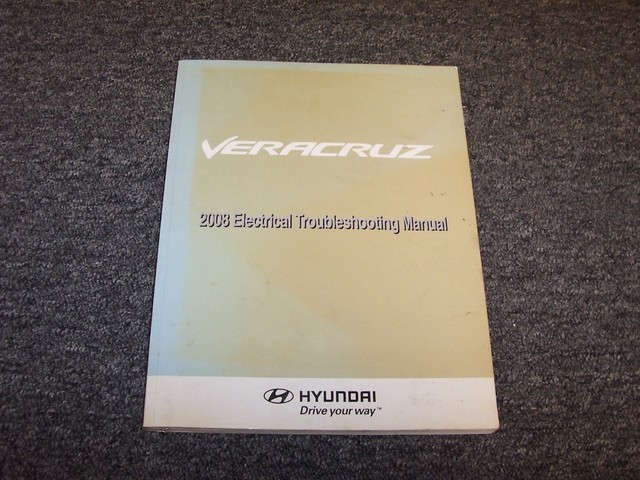 VERACRUZ
2008 Electrical Troubleshooting Manual
HYUNDAI
Drive your way™